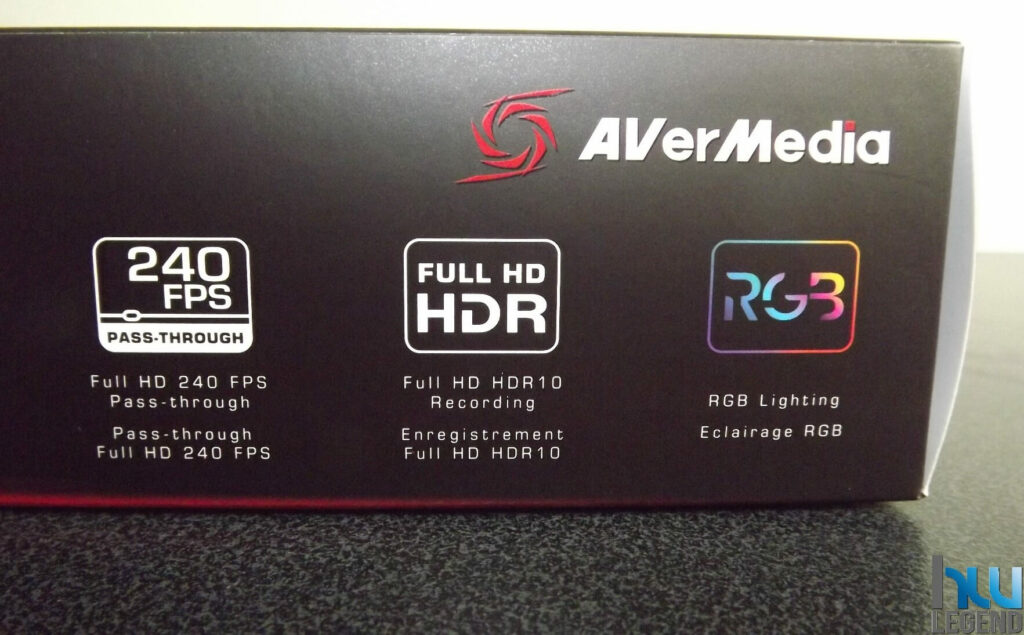 AVerMedia
240
FPS
PASS-THROUGH
Full HD 240 FPS
Pass-through
Pass-through
Full HD 240 FPS
FULL HD
HDR
Full HD HDR10
Recording
Enregistrement
Full HD HDR10
RGB
RGB Lighting
Eclairage RGB
hw
LEGEND